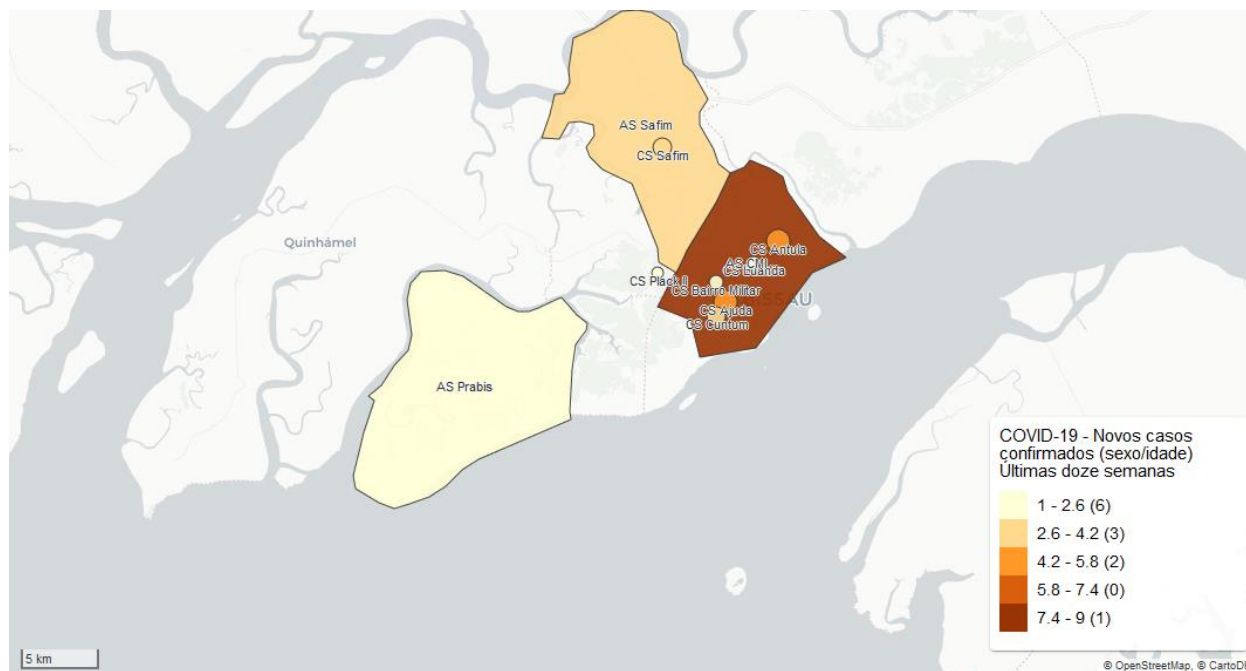 AS Safim
CS Safim
Quinhámel
CS Antula
AS CMI
CS Luanda
CS Plack II
CS Bairro Militar
CS Ajuda
CS Cuntum
AS Prabis
COVID-19 - Novos casos
confirmados (sexo/idade)
Últimas doze semanas
1 - 2.6 (6)
2.6 - 4.2 (3)
4.2 - 5.8 (2)
5.8 - 7.4 (0)
7.4 - 9 (1)
5 km
© OpenStreetMap, © CartoD